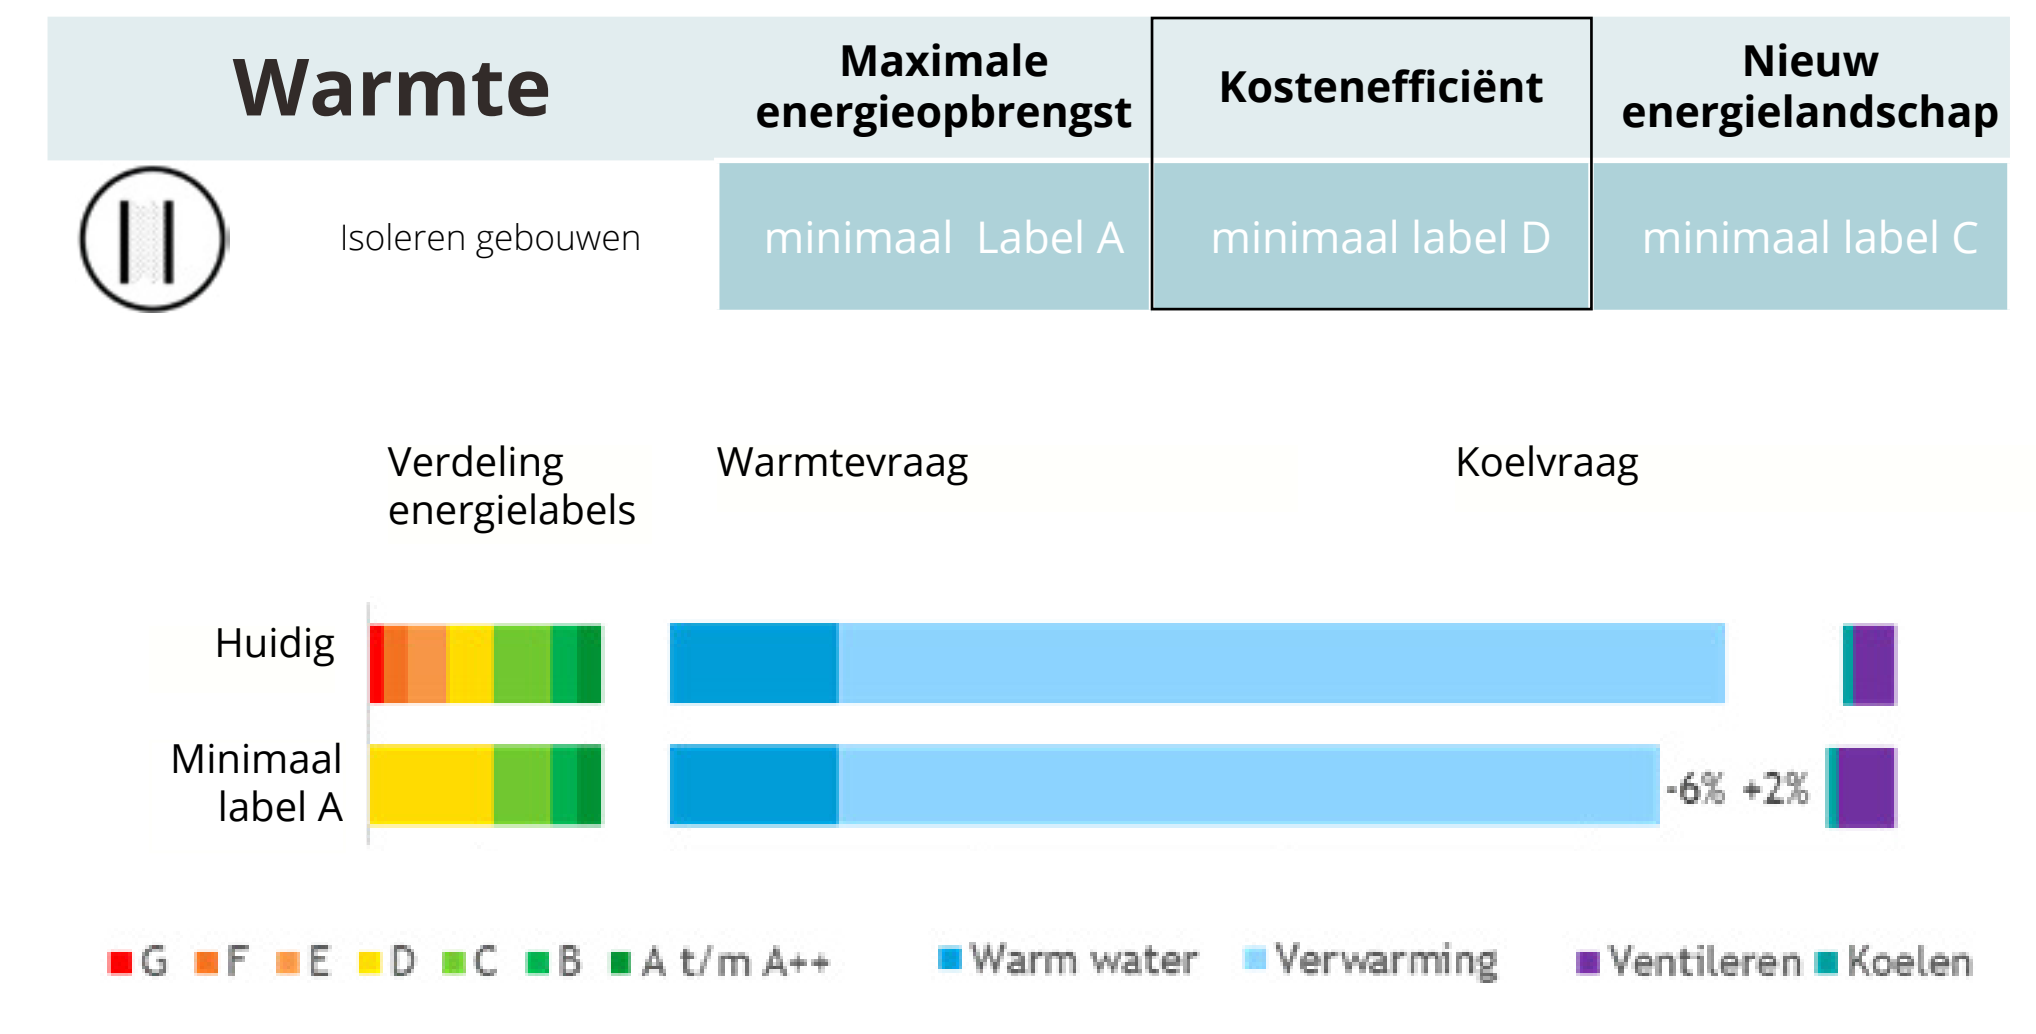 Warmte
Maximale
energieopbrengst
Kostenefficiënt
Nieuw
energielandschap
Isoleren gebouwen
minimaal Label A
minimaal label D
minimaal label C
Verdeling
energielabels
Warmtevraag
Koelvraag
Huidig
Minimaal
label A
-6% +2%
G F E D C B A t/m A++
Warm water Verwarming
Ventileren Koelen